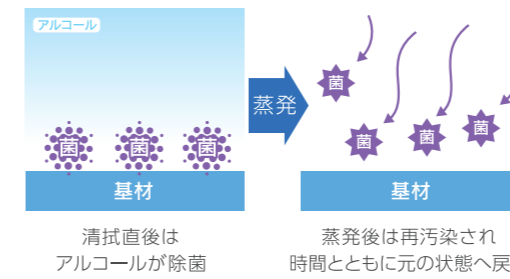 アルコール
菌 菌 菌
基材
清拭直後は
アルコールが除菌
蒸発
菌
菌 菌 菌
基材
蒸発後は再汚染され
時間とともに元の状態へ戻